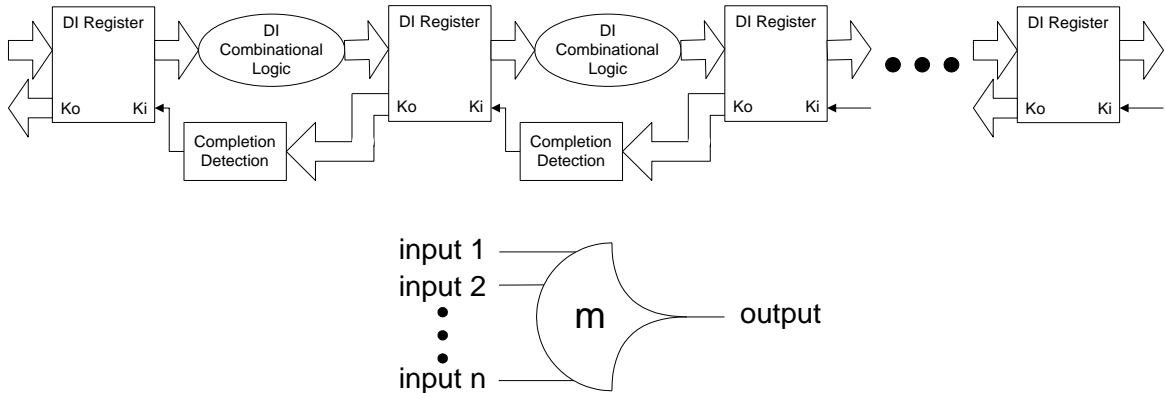 DI Register
Ko Ki
DI
Combinational
Logic
Completion
Detection
DI Register
Ko Ki
DI
Combinational
Logic
Completion
Detection
DI Register
Ko Ki
DI Register
Ko Ki
input 1
input 2
input n
m
output